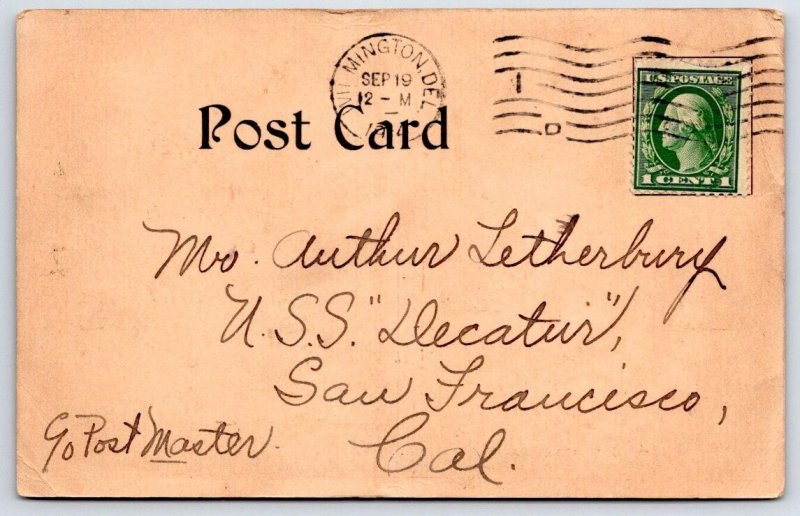 WILMINGTON, DEL
SEP 19
12 - M
1
D
U.S. POSTAGE
1 CENT 1
Post Card
Mr. Arthur Letherbury
U.S.S. "Decatur",
San Francisco,
Cal.
c/o Post Master.